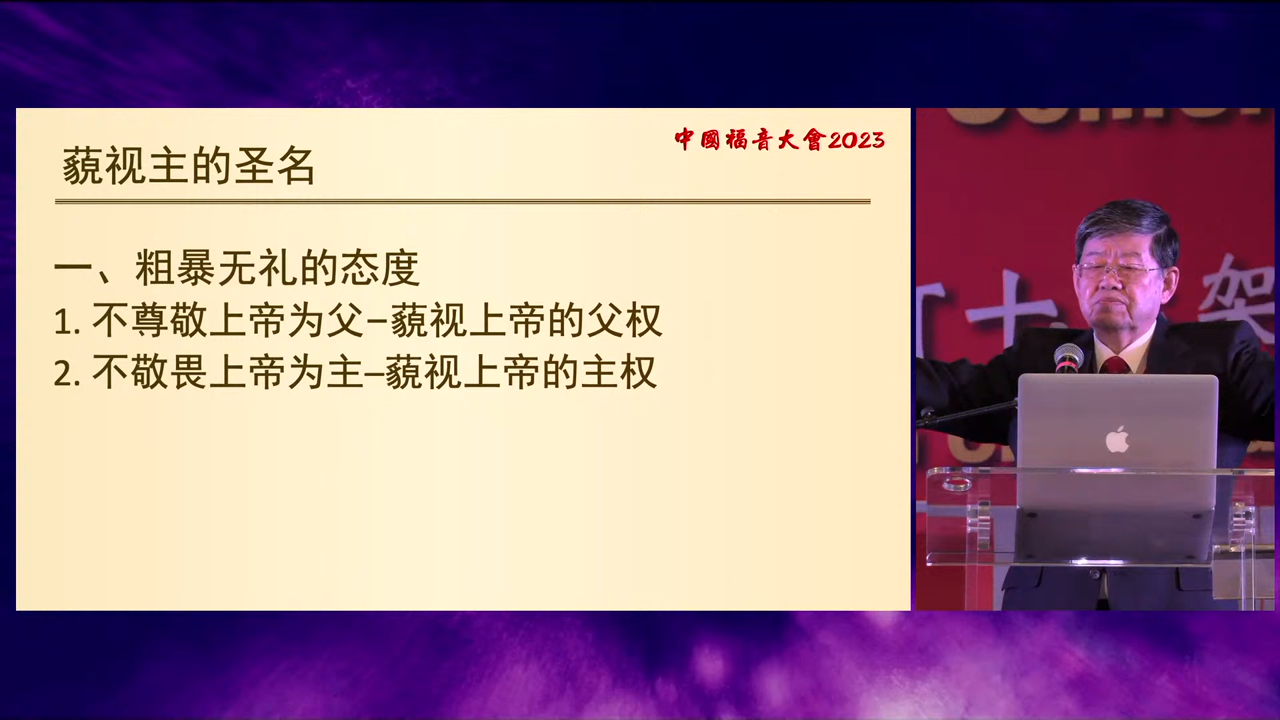 中國福音大會2023
藐视主的圣名
一、粗暴无礼的态度
1. 不尊敬上帝为父–藐视上帝的父权
2. 不敬畏上帝为主–藐视上帝的主权
十
架